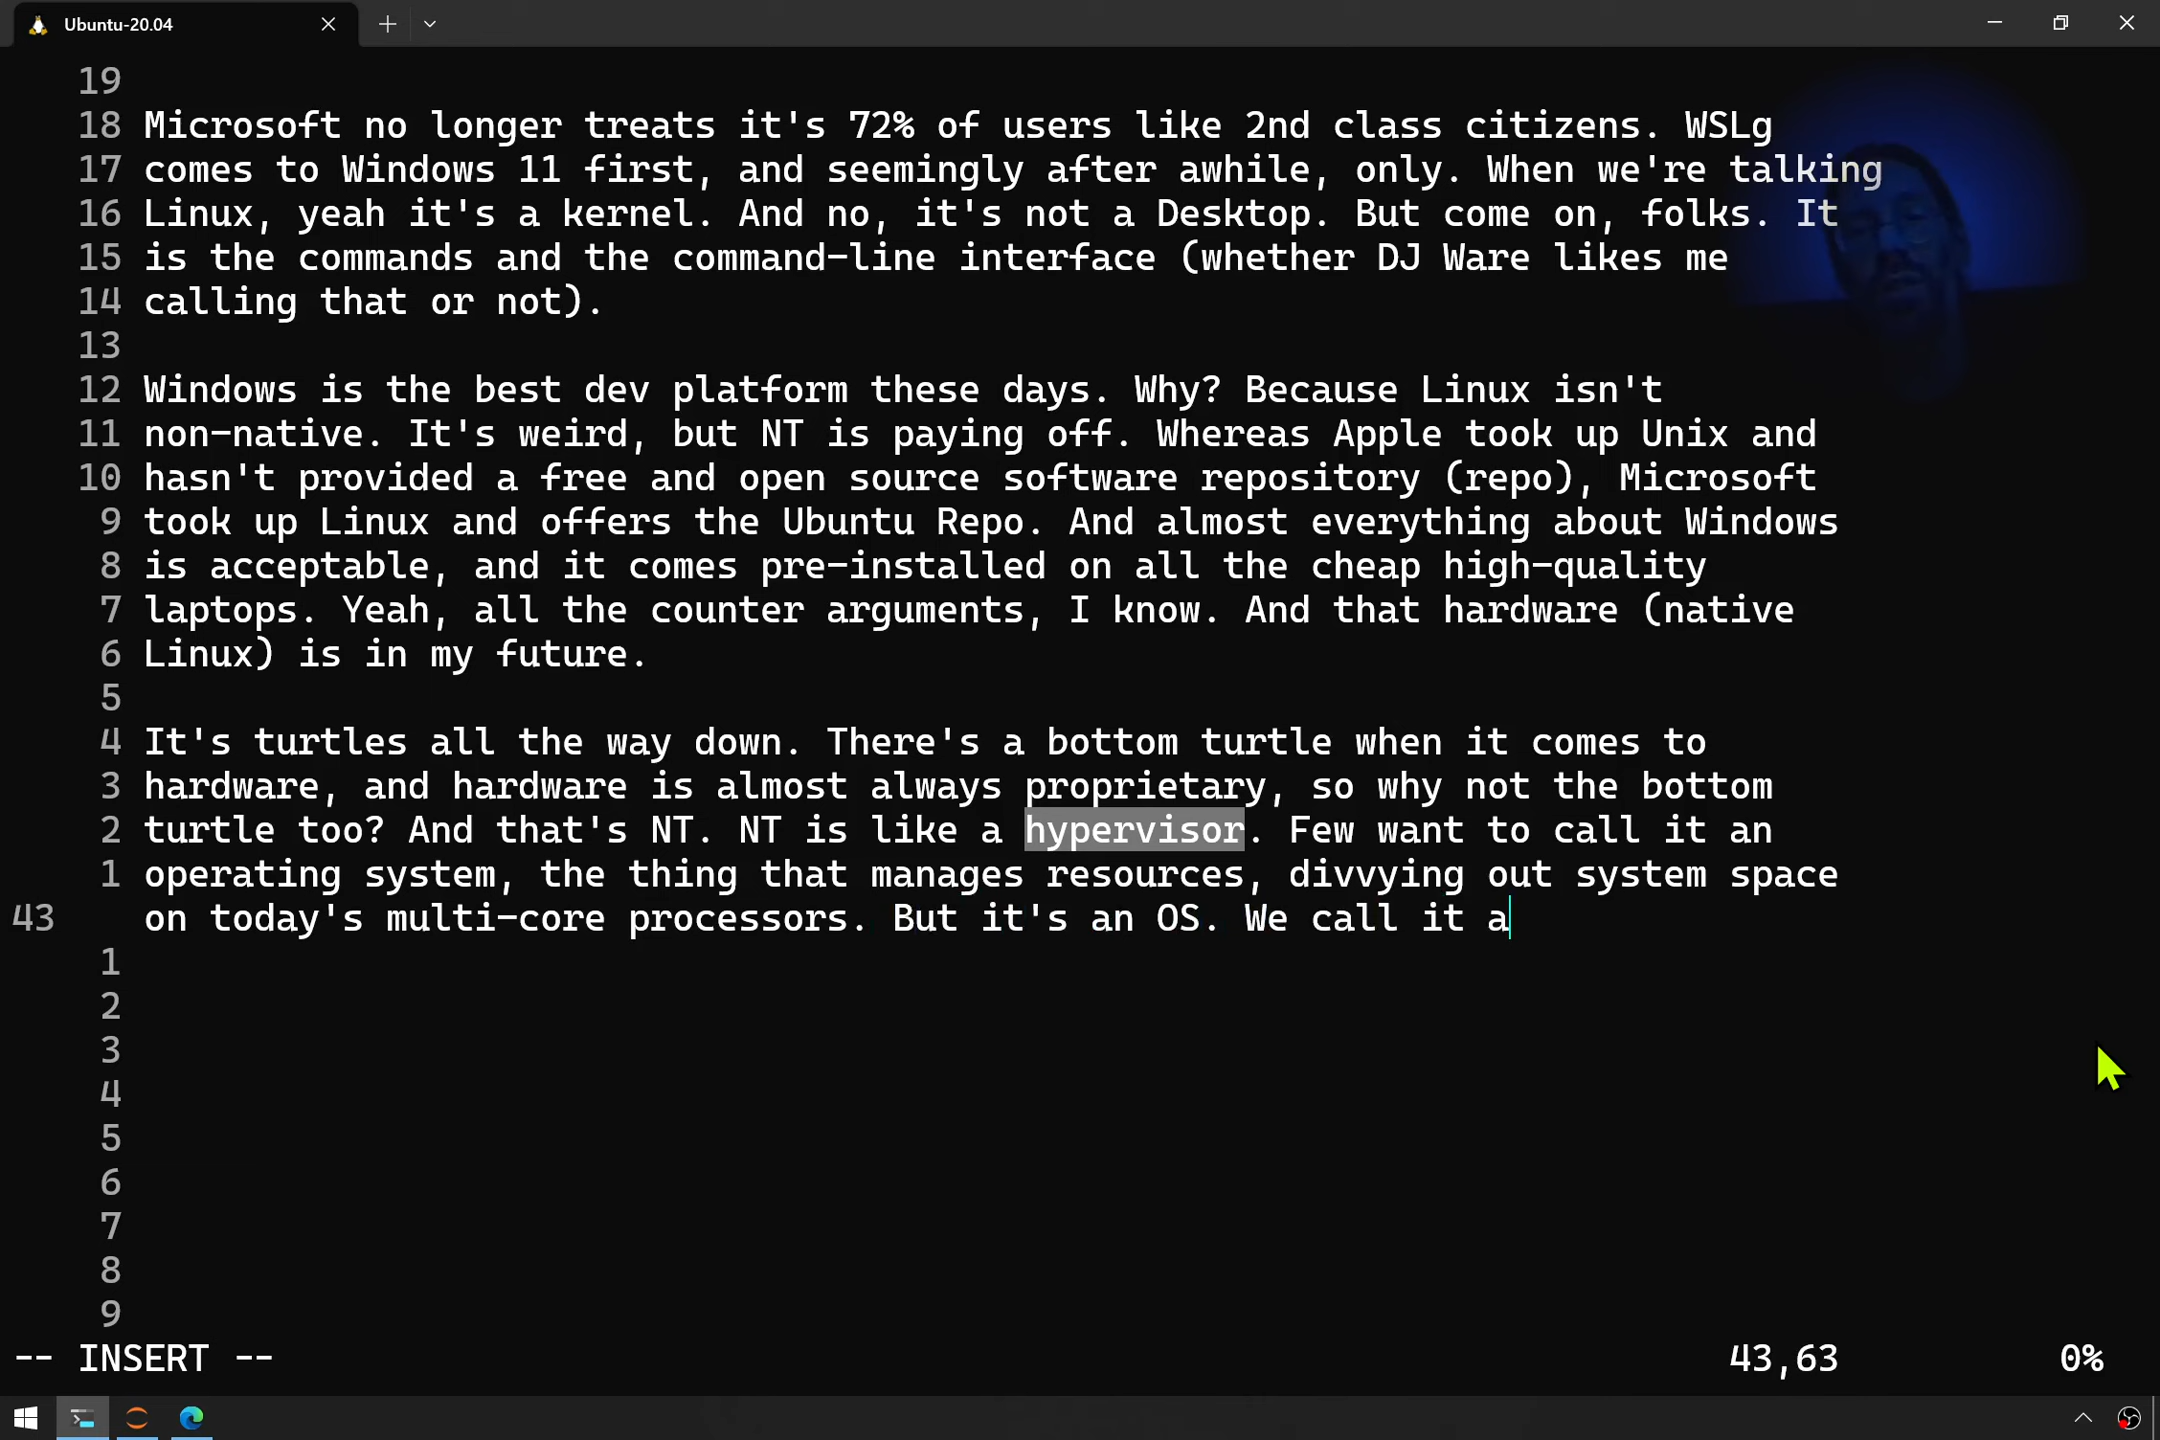 Ubuntu-20.04
19
18 Microsoft no longer treats it's 72% of users like 2nd class citizens. WSLg
17 comes to Windows 11 first, and seemingly after awhile, only. When we're talking
16 Linux, yeah it's a kernel. And no, it's not a Desktop. But come on, folks. It
15 is the commands and the command-line interface (whether DJ Ware likes me
14 calling that or not).
13
12 Windows is the best dev platform these days. Why? Because Linux isn't
11 non-native. It's weird, but NT is paying off. Whereas Apple took up Unix and
10 hasn't provided a free and open source software repository (repo), Microsoft
9 took up Linux and offers the Ubuntu Repo. And almost everything about Windows
8 is acceptable, and it comes pre-installed on all the cheap high-quality
7 laptops. Yeah, all the counter arguments, I know. And that hardware (native
6 Linux) is in my future.
5
4 It's turtles all the way down. There's a bottom turtle when it comes to
3 hardware, and hardware is almost always proprietary, so why not the bottom
2 turtle too? And that's NT. NT is like a hypervisor. Few want to call it an
1 operating system, the thing that manages resources, divvying out system space
43 on today's multi-core processors. But it's an OS. We call it a
1
2
3
4
5
6
7
8
9
-- INSERT -- 43,63 0%